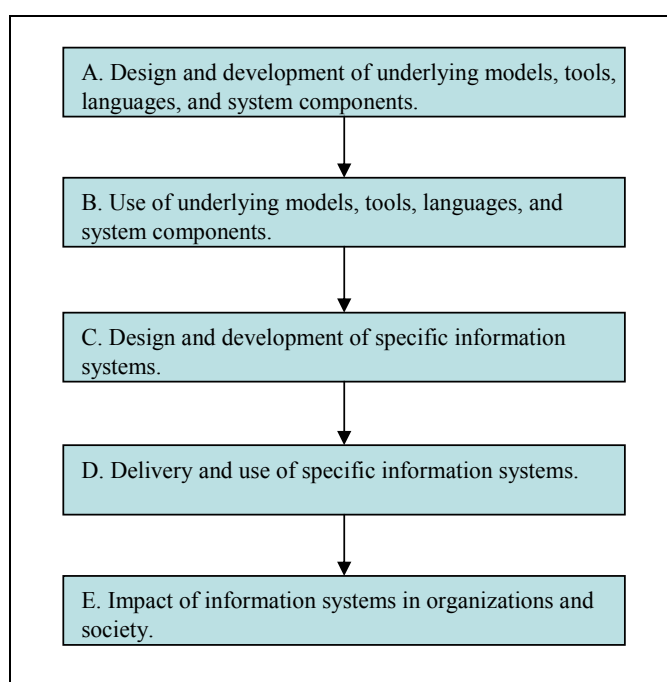 A. Design and development of underlying models, tools,
languages, and system components.
B. Use of underlying models, tools, languages, and
system components.
C. Design and development of specific information
systems.
D. Delivery and use of specific information systems.
E. Impact of information systems in organizations and
society.